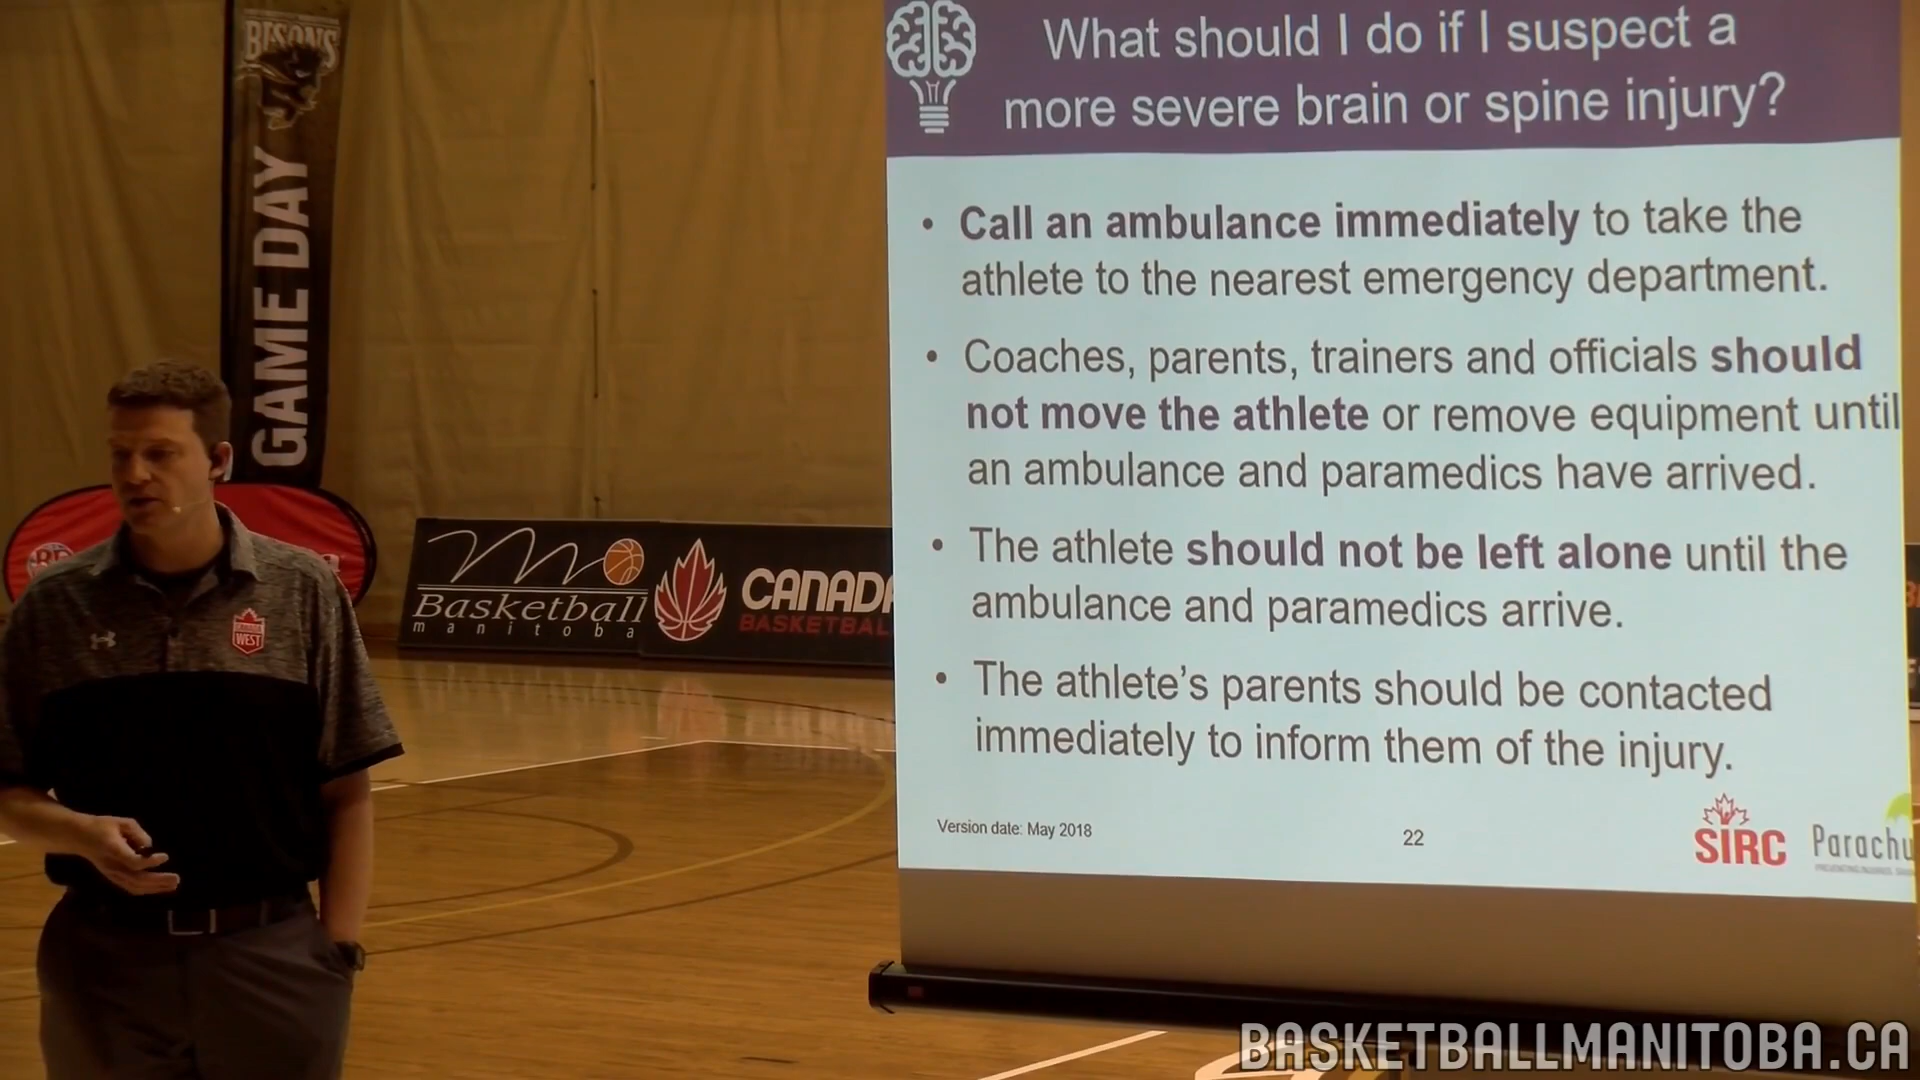 BISONS
GAME DAY
What should I do if I suspect a
more severe brain or spine injury?
• Call an ambulance immediately to take the
athlete to the nearest emergency department.
• Coaches, parents, trainers and officials should
not move the athlete or remove equipment until
an ambulance and paramedics have arrived.
• The athlete should not be left alone until the
ambulance and paramedics arrive.
• The athlete's parents should be contacted
immediately to inform them of the injury.
Version date: May 2018
22
SIRC
Parachu
Basketball
manitoba
CANADA
BASKETBAL
CANADA
WEST
BASKETBALLMANITOBA.CA